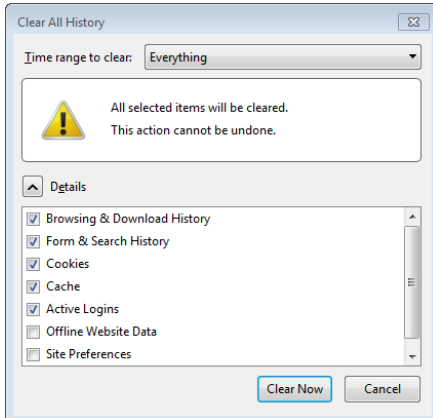 Clear All History
Time range to clear: Everything
All selected items will be cleared.
This action cannot be undone.
Details
Browsing & Download History
Form & Search History
Cookies
Cache
Active Logins
Offline Website Data
Site Preferences
Clear Now Cancel